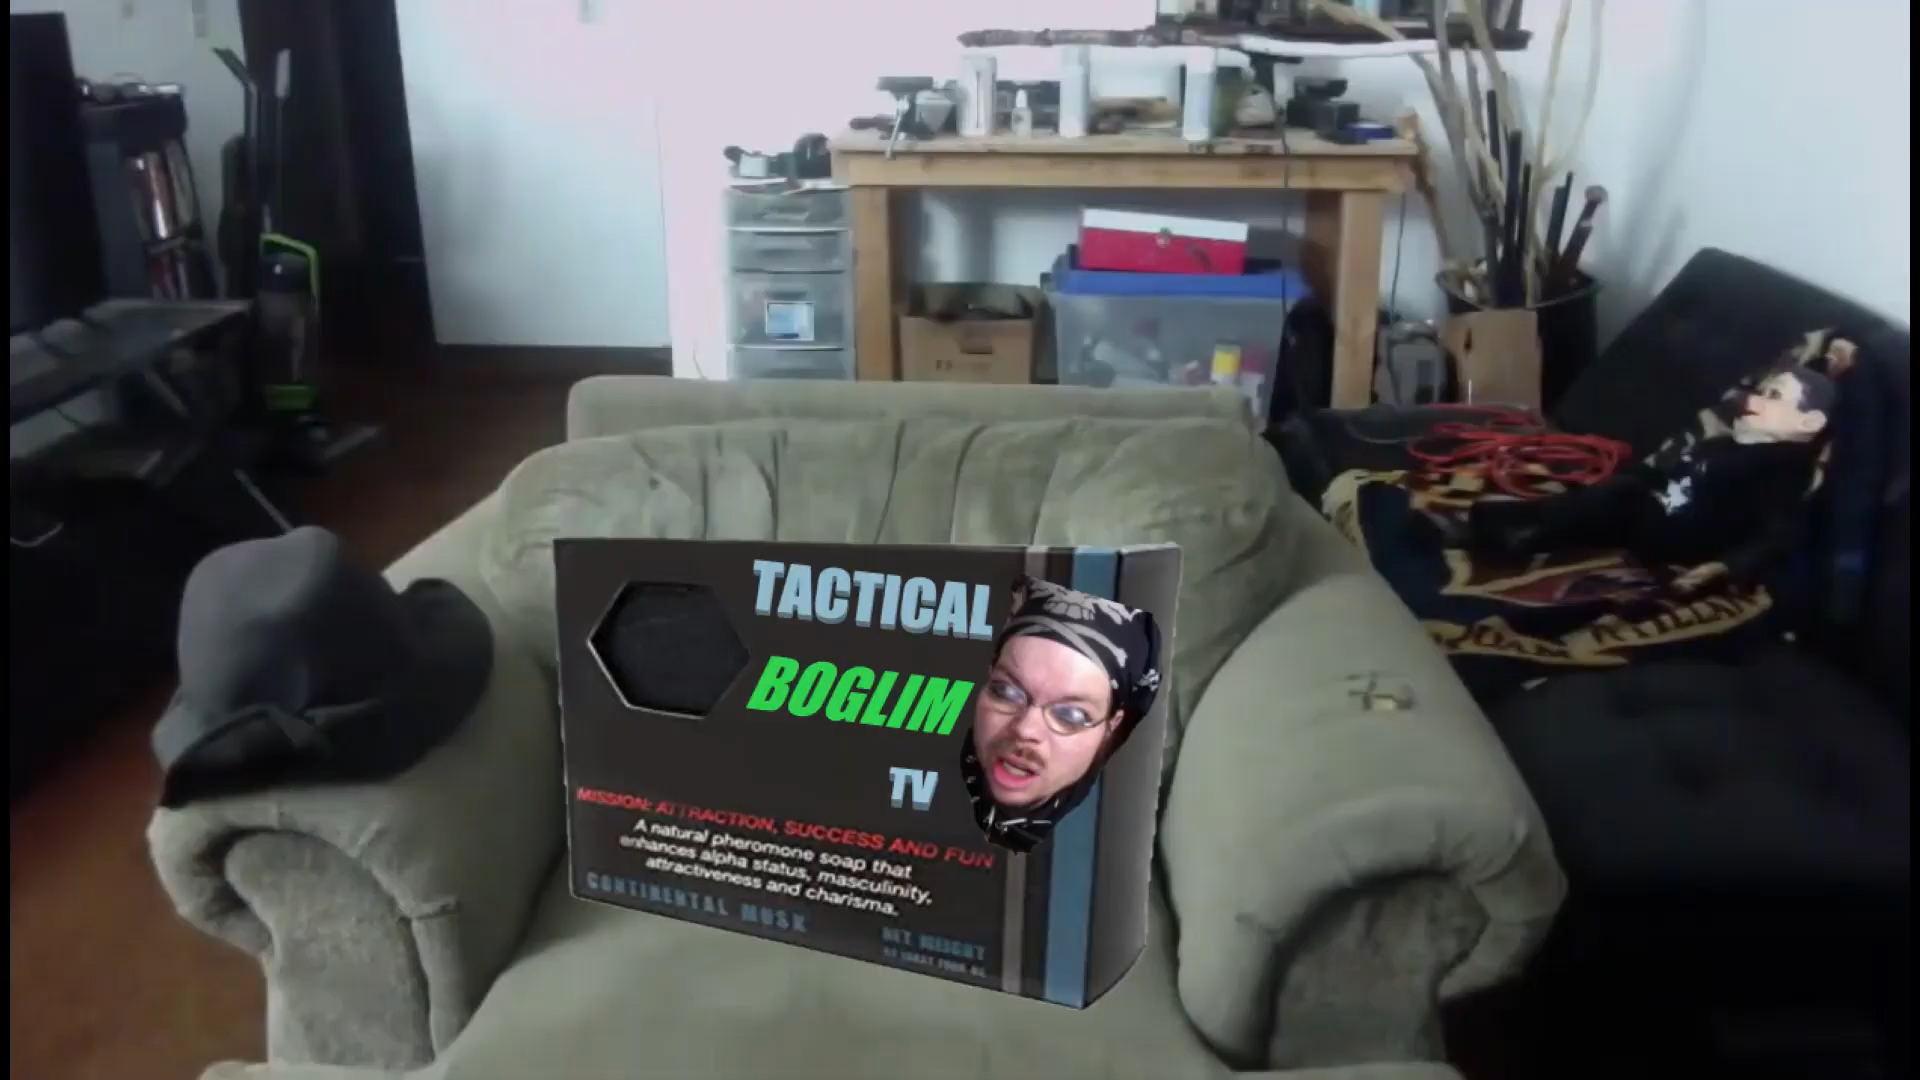 TACTICAL
BOGLIM
TV
MISSION: ATTRACTION, SUCCESS AND FUN
A natural pheromone soap that
enhances alpha status, masculinity,
attractiveness and charisma.
CONTINENTAL MUSK
NET WEIGHT